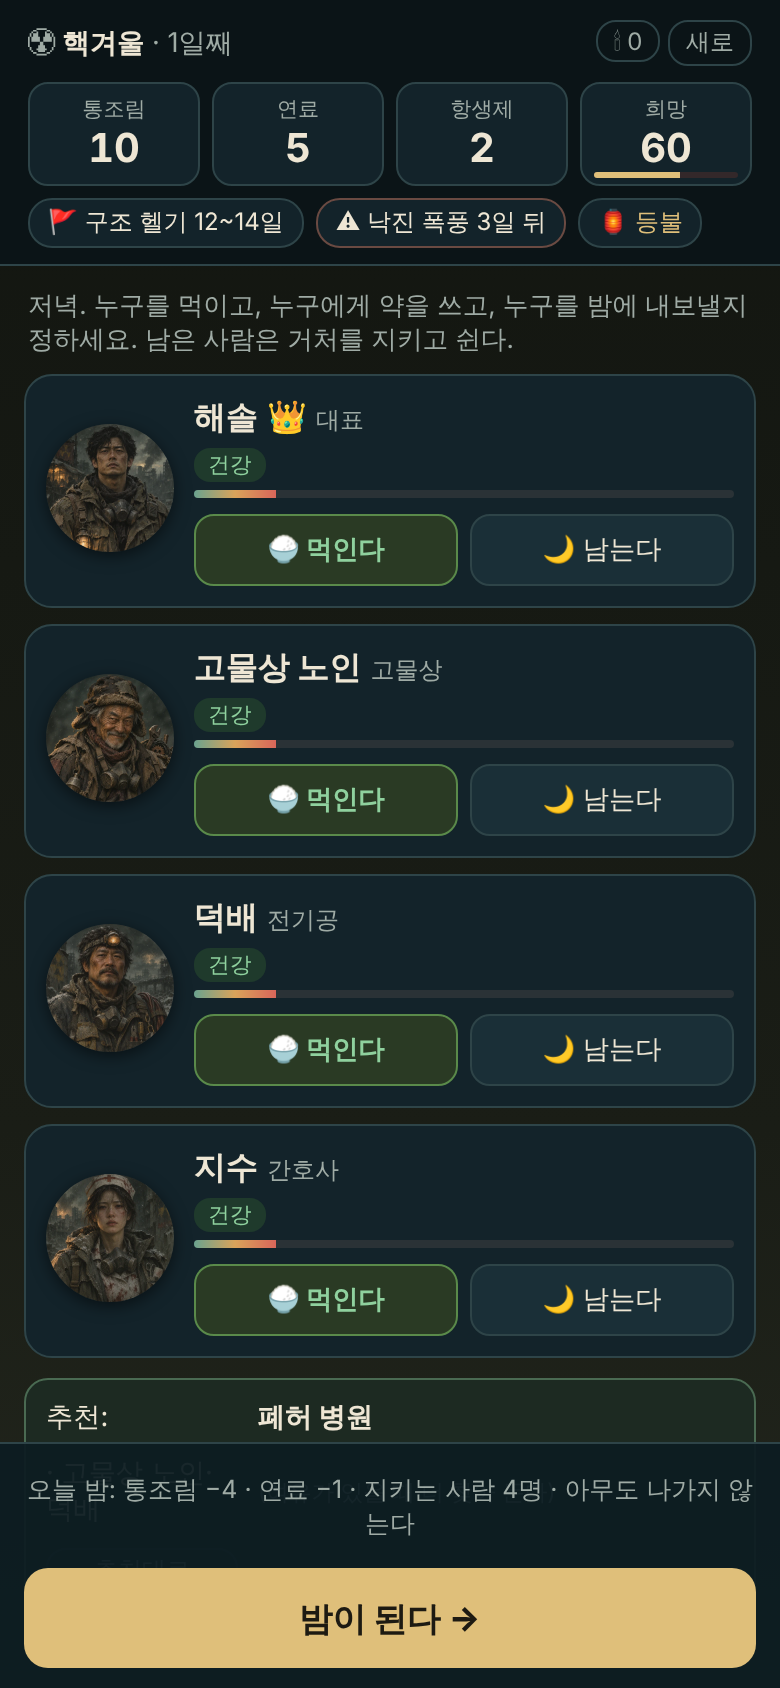 핵겨울 · 1일째
0
새로
통조림
연료
항생제
희망
10
5
2
60
구조 헬기 12~14일
낙진 폭풍 3일 뒤
등불
저녁. 누구를 먹이고, 누구에게 약을 쓰고, 누구를 밤에 내보낼지
정하세요. 남은 사람은 거처를 지키고 쉰다.
해솔 대표
건강
먹인다
남는다
고물상 노인 고물상
건강
먹인다
남는다
덕배 전기공
건강
먹인다
남는다
지수 간호사
건강
먹인다
남는다
추천: 폐허 병원
· 고물상 노인·
덕배
오늘 밤: 통조림 −4 · 연료 −1 · 지키는 사람 4명 · 아무도 나가지 않
는다
밤이 된다 →